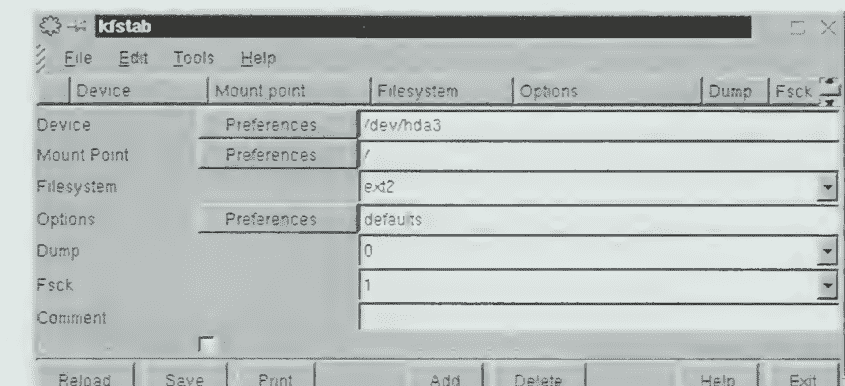 kfstab
File Edit Tools Help
Device Mount point Filesystem Options Dump Fsck
Device Preferences /dev/hda3
Mount Point Preferences /
Filesystem ext2
Options Preferences defaults
Dump 0
Fsck 1
Comment
Reload Save Print Add Delete Help Exit